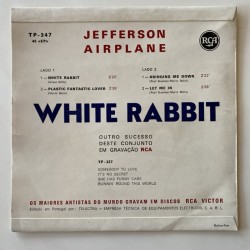 JEFFERSON
AIRPLANE
TP-247
45 rpm
RCA
LADO 1
1 - WHITE RABBIT
2 - PLASTIC FANTASTIC LOVER
LADO 2
1 - BRINGING ME DOWN
2 - LET ME IN
WHITE RABBIT
OUTRO SUCESSO
DESTE CONJUNTO
EM GRAVAÇÃO RCA
SOMEBODY TO LOVE
IT'S NO SECRET
SHE HAS FUNNY CARS
RUNNIN' ROUND THIS WORLD
OS MAIORES ARTISTAS DO MUNDO GRAVAM EM DISCOS RCA VICTOR